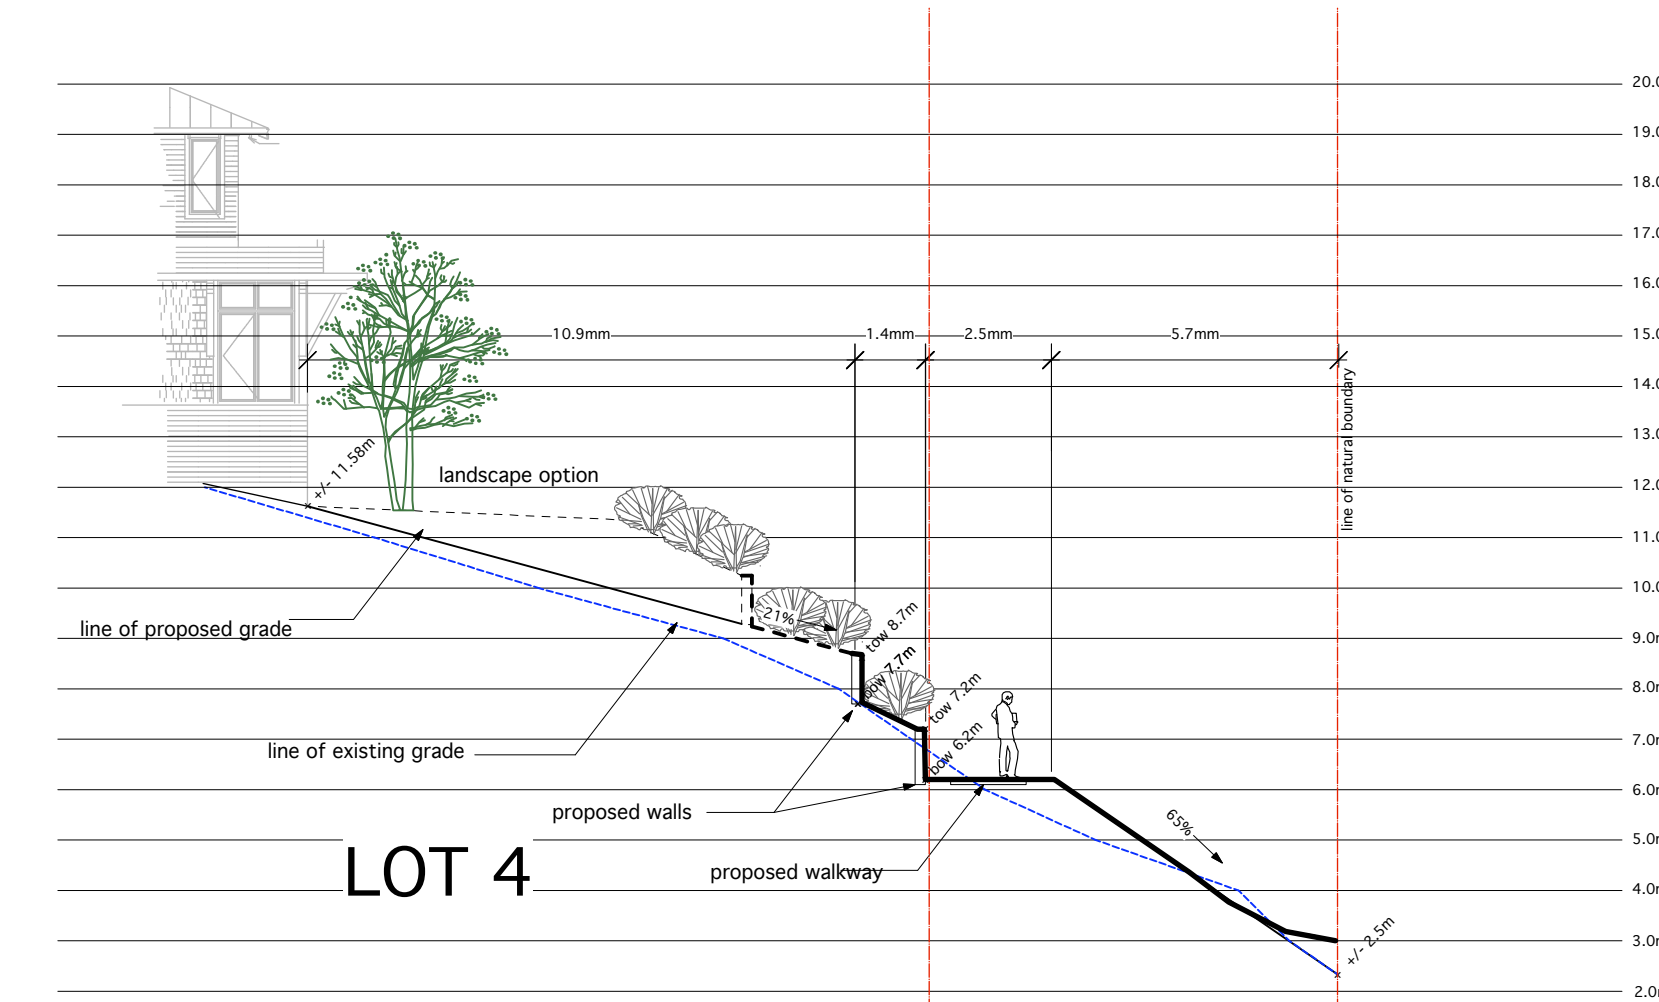 20.0
19.0
18.0
17.0
16.0
10.9mm 1.4mm 2.5mm 5.7mm 15.0
14.0
line of natural boundary
13.0
+/- 11.58m
landscape option
12.0
11.0
10.0
21%
tow 8.7m
line of proposed grade
9.0m
bow 7.7m
8.0m
tow 7.2m
bow 6.2m
line of existing grade
7.0m
6.0m
proposed walls
65%
5.0m
LOT 4
proposed walkway
4.0m
+/- 2.5m
3.0m
2.0m